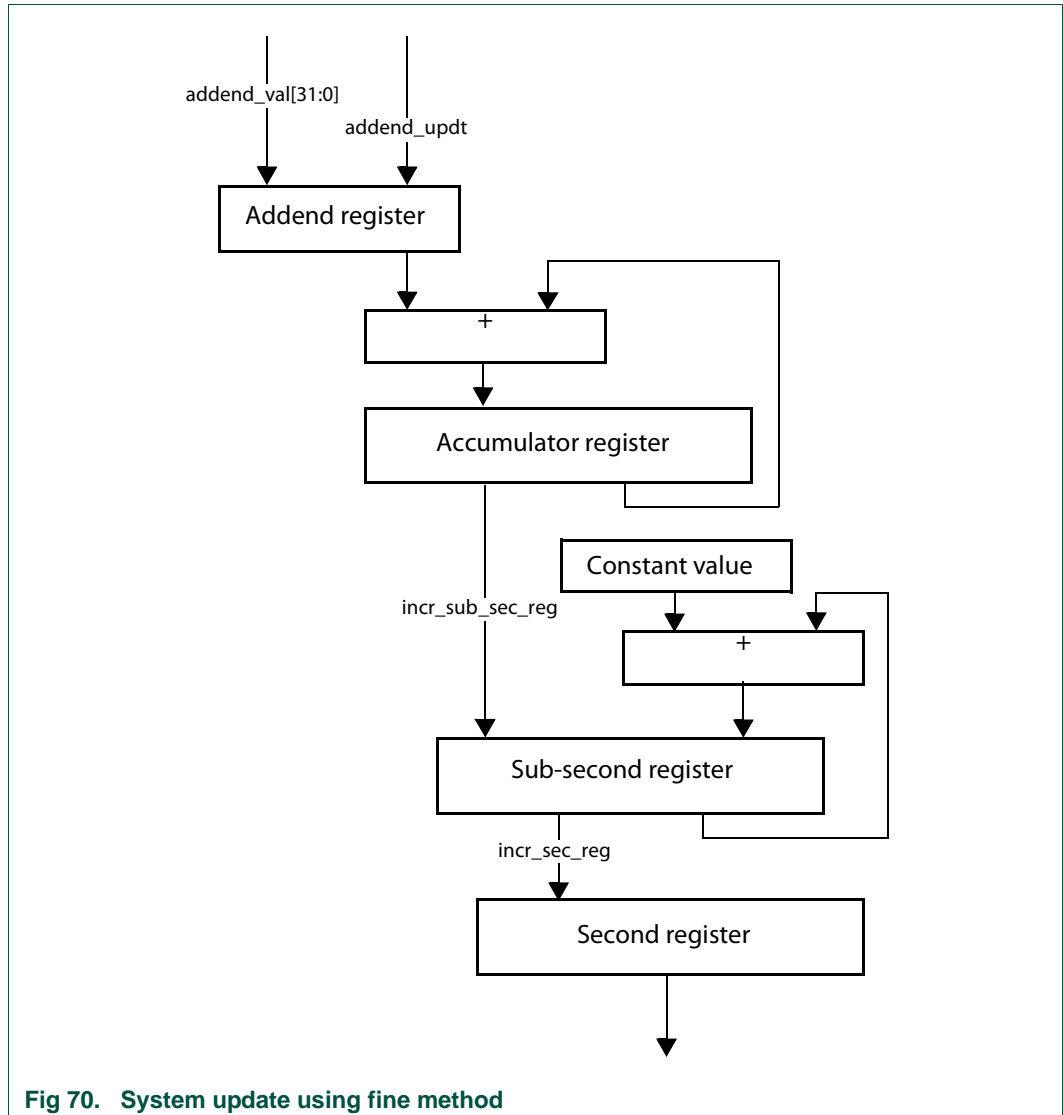 addend_val[31:0]
addend_updt
Addend register
+
Accumulator register
Constant value
incr_sub_sec_reg
+
Sub-second register
incr_sec_reg
Second register
Fig 70. System update using fine method